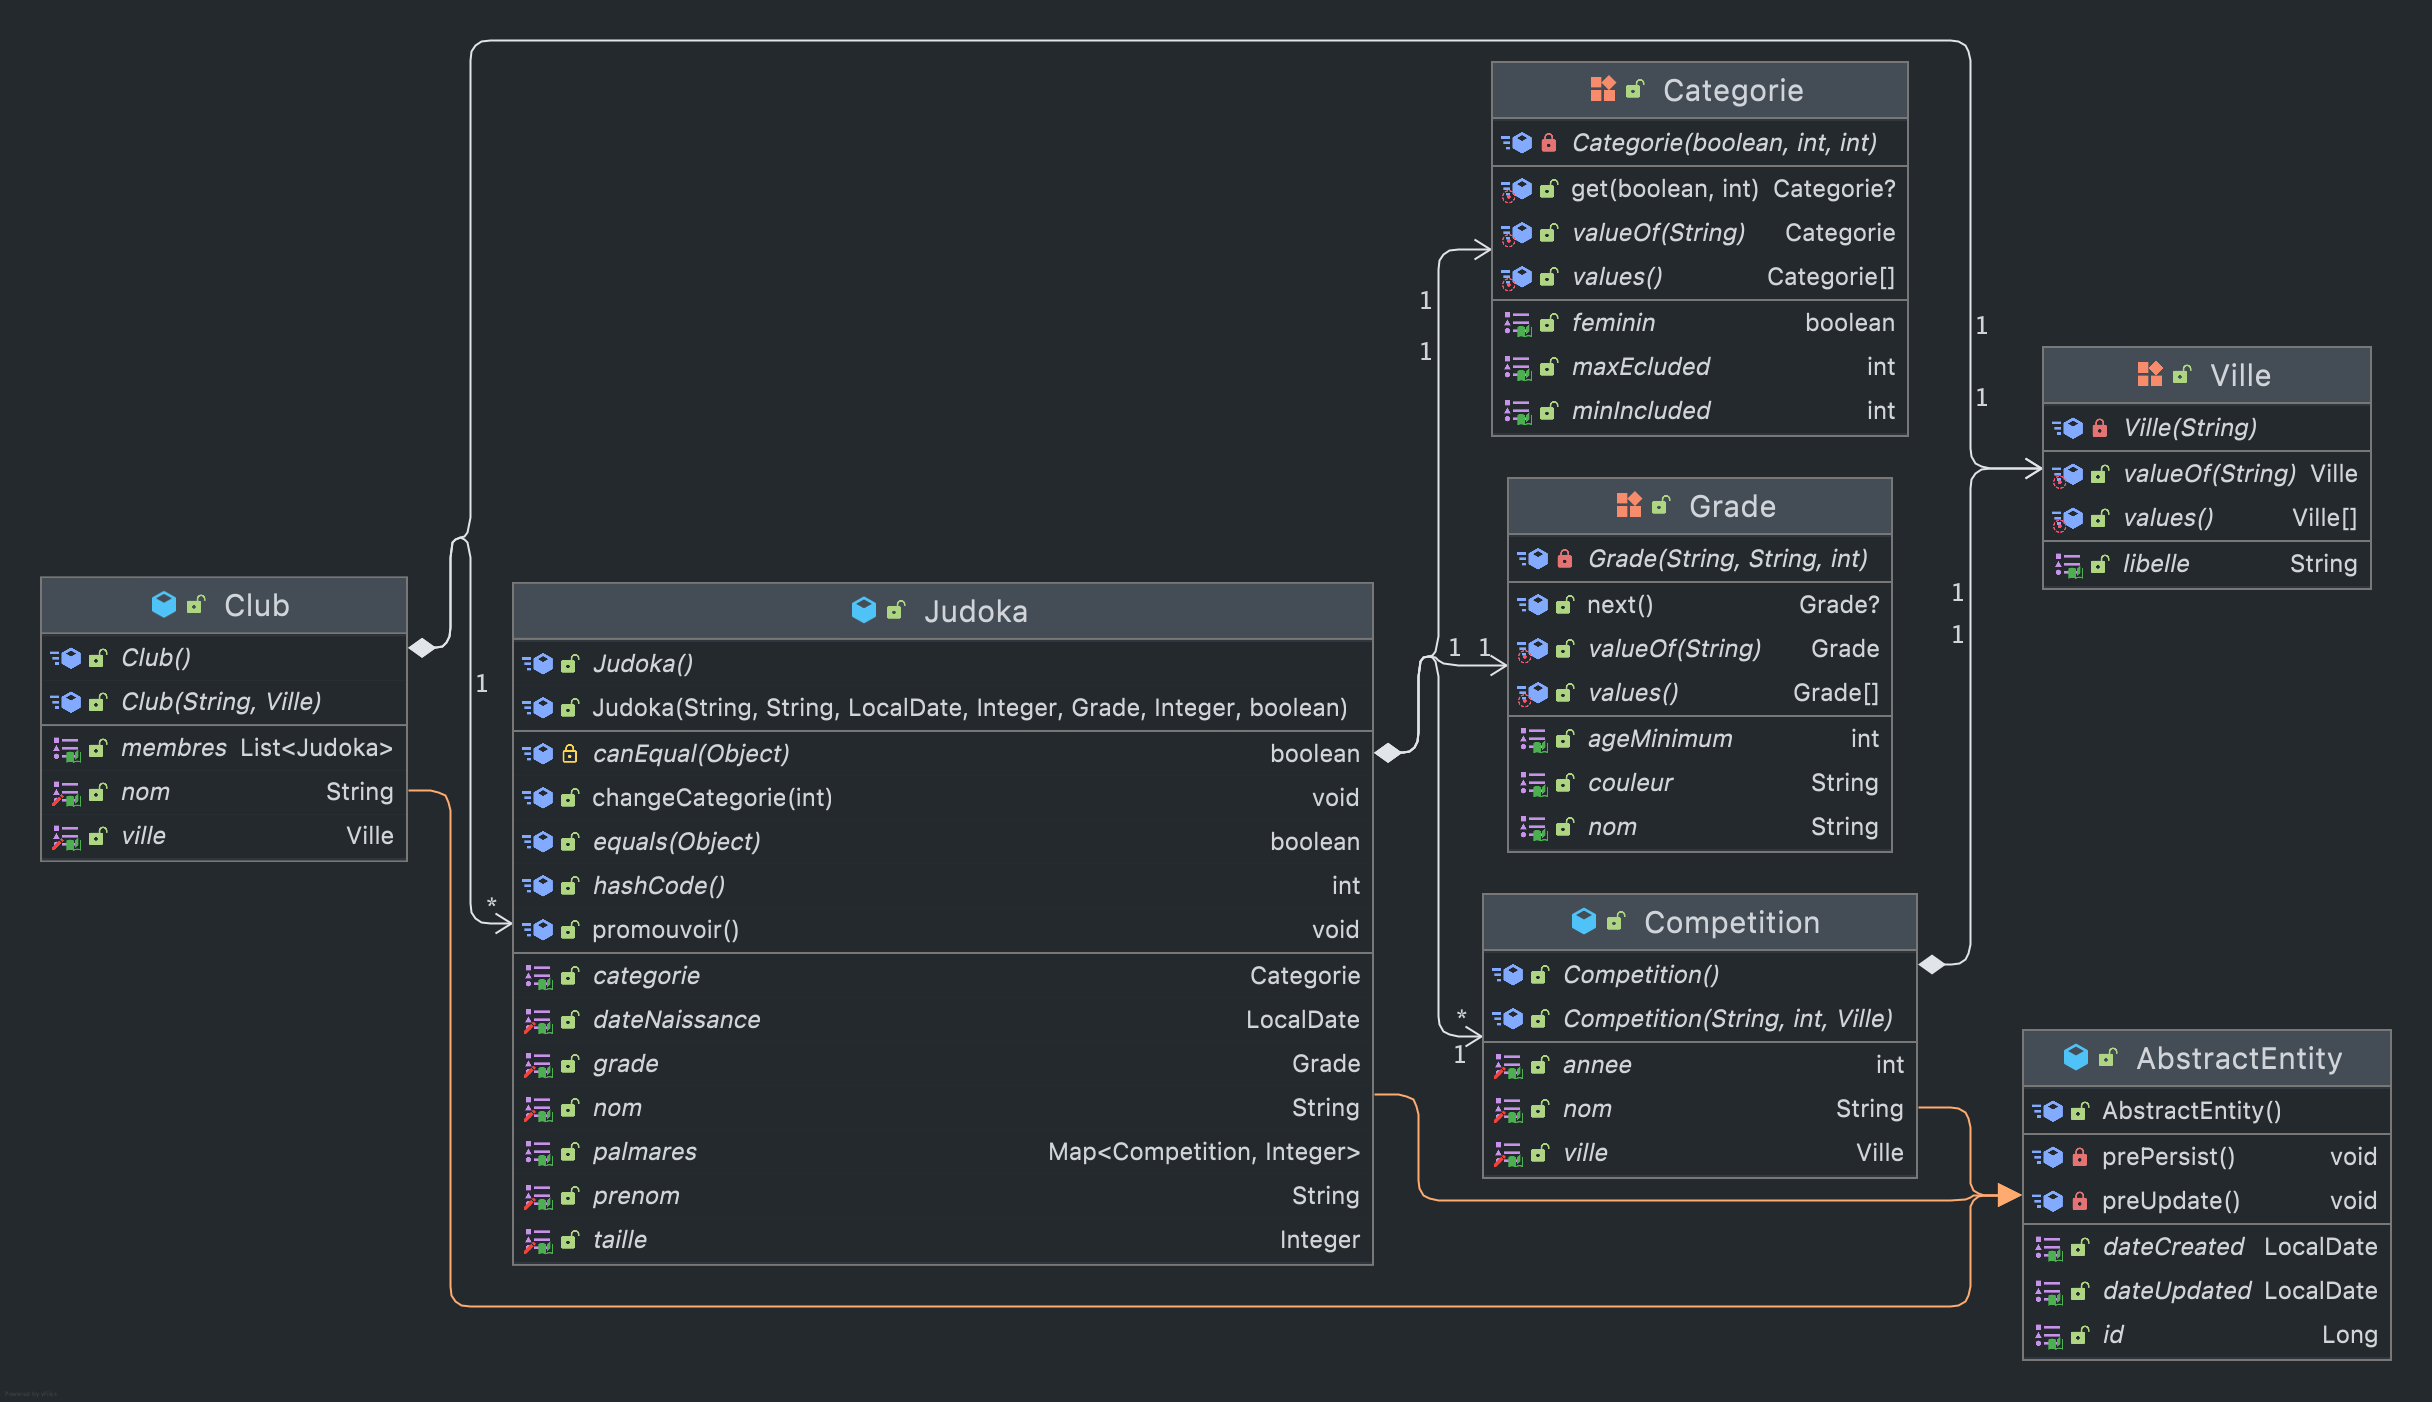 Categorie
Categorie(boolean, int, int)
get(boolean, int) Categorie?
valueOf(String) Categorie
values() Categorie[]
feminin boolean
maxEcluded int
minIncluded int
1
1
1
1
Ville
Ville(String)
valueOf(String) Ville
values() Ville[]
libelle String
Grade
Grade(String, String, int)
next() Grade?
valueOf(String) Grade
values() Grade[]
ageMinimum int
couleur String
nom String
1 1
1
1
Club
Club()
Club(String, Ville)
membres List<Judoka>
nom String
ville Ville
1
*
Judoka
Judoka()
Judoka(String, String, LocalDate, Integer, Grade, Integer, boolean)
canEqual(Object) boolean
changeCategorie(int) void
equals(Object) boolean
hashCode() int
promouvoir() void
categorie Categorie
dateNaissance LocalDate
grade Grade
nom String
palmares Map<Competition, Integer>
prenom String
taille Integer
*
1
Competition
Competition()
Competition(String, int, Ville)
annee int
nom String
ville Ville
AbstractEntity
AbstractEntity()
prePersist() void
preUpdate() void
dateCreated LocalDate
dateUpdated LocalDate
id Long